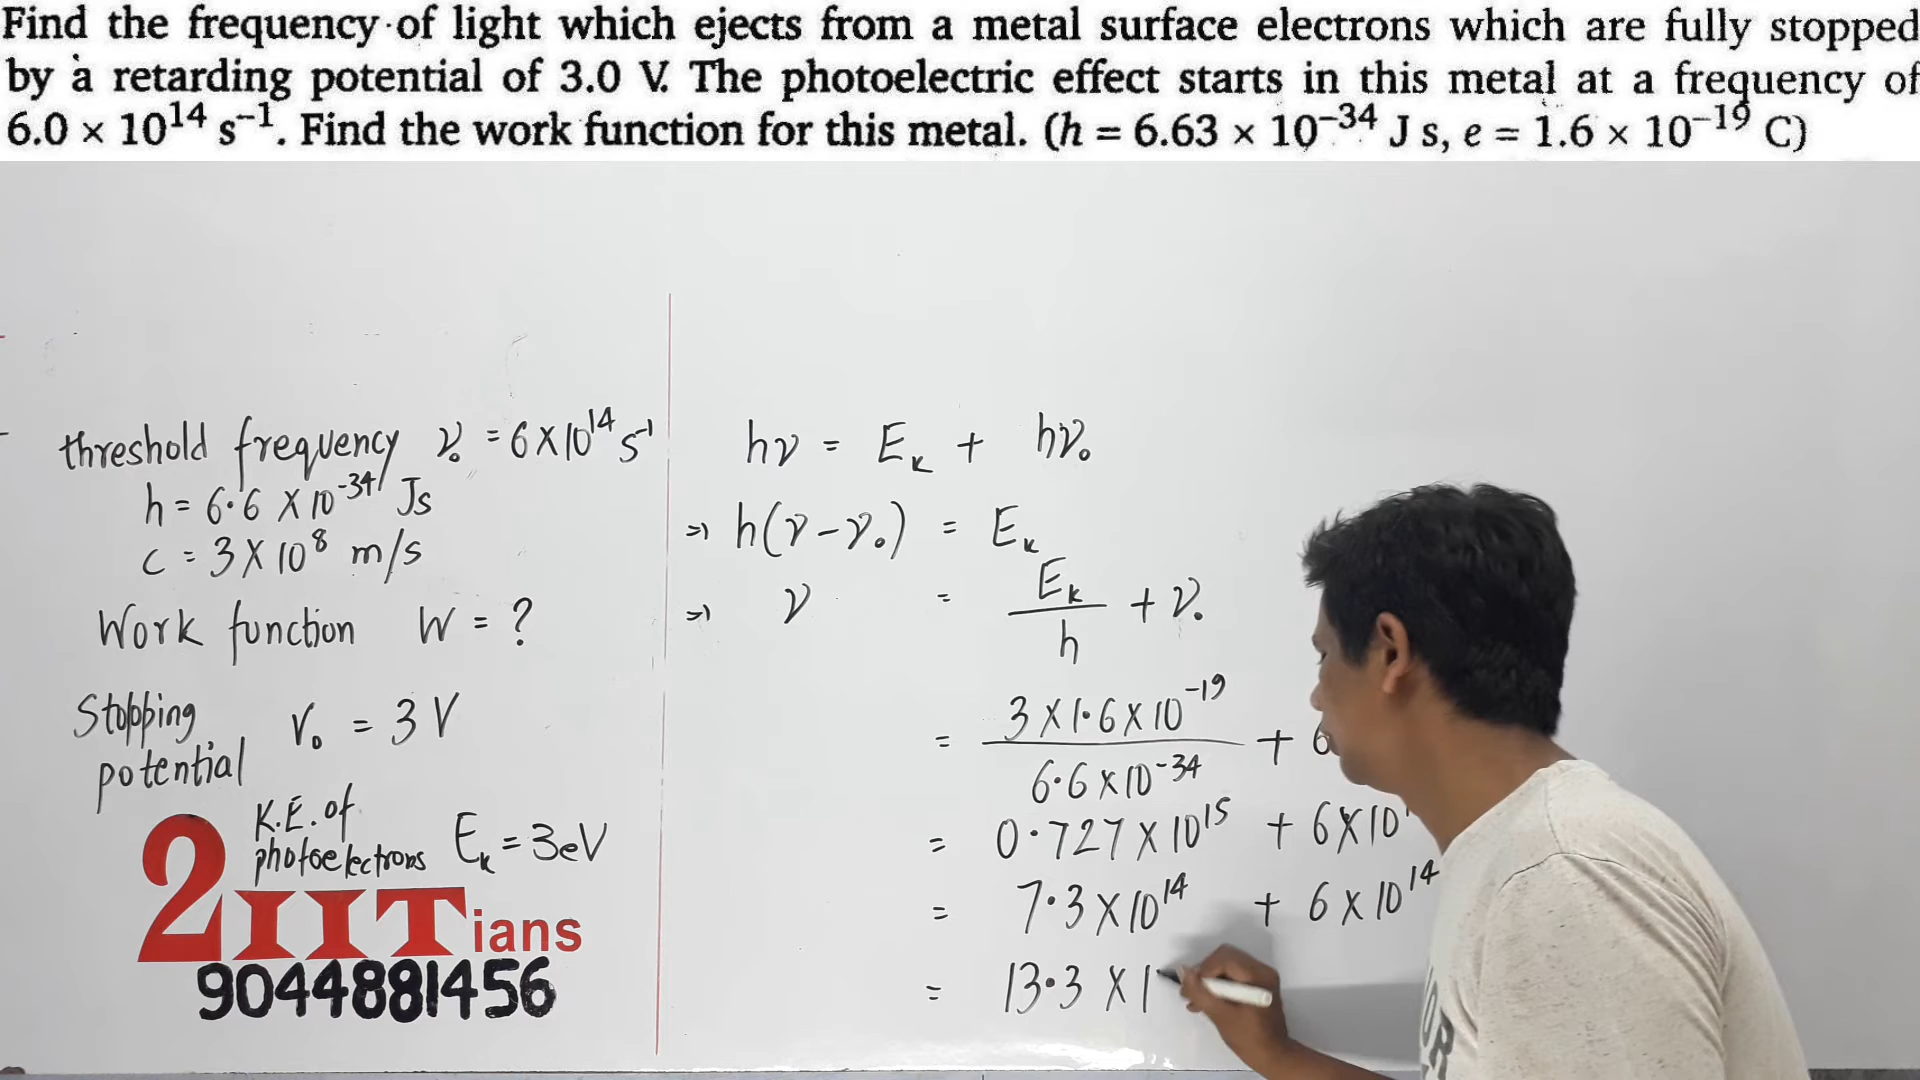 Find the frequency of light which ejects from a metal surface electrons which are fully stopped
by a retarding potential of 3.0 V. The photoelectric effect starts in this metal at a frequency of
6.0 × 10¹⁴ s⁻¹. Find the work function for this metal. (h = 6.63 × 10⁻³⁴ J s, e = 1.6 × 10⁻¹⁹ C)
threshold frequency ν₀ = 6 × 10¹⁴ s⁻¹
h = 6.6 × 10⁻³⁴ Js
c = 3 × 10⁸ m/s
Work function W = ?
Stopping V₀ = 3 V
potential
K.E. of
photoelectrons Eₖ = 3eV
2IITians
9044881456
hν = Eₖ + hν₀
⇒ h(ν − ν₀) = Eₖ
⇒ ν = Eₖ/h + ν₀
= 3 × 1.6 × 10⁻¹⁹ / 6.6 × 10⁻³⁴ + 6
= 0.727 × 10¹⁵ + 6 × 10
= 7.3 × 10¹⁴ + 6 × 10¹⁴
= 13.3 × 1